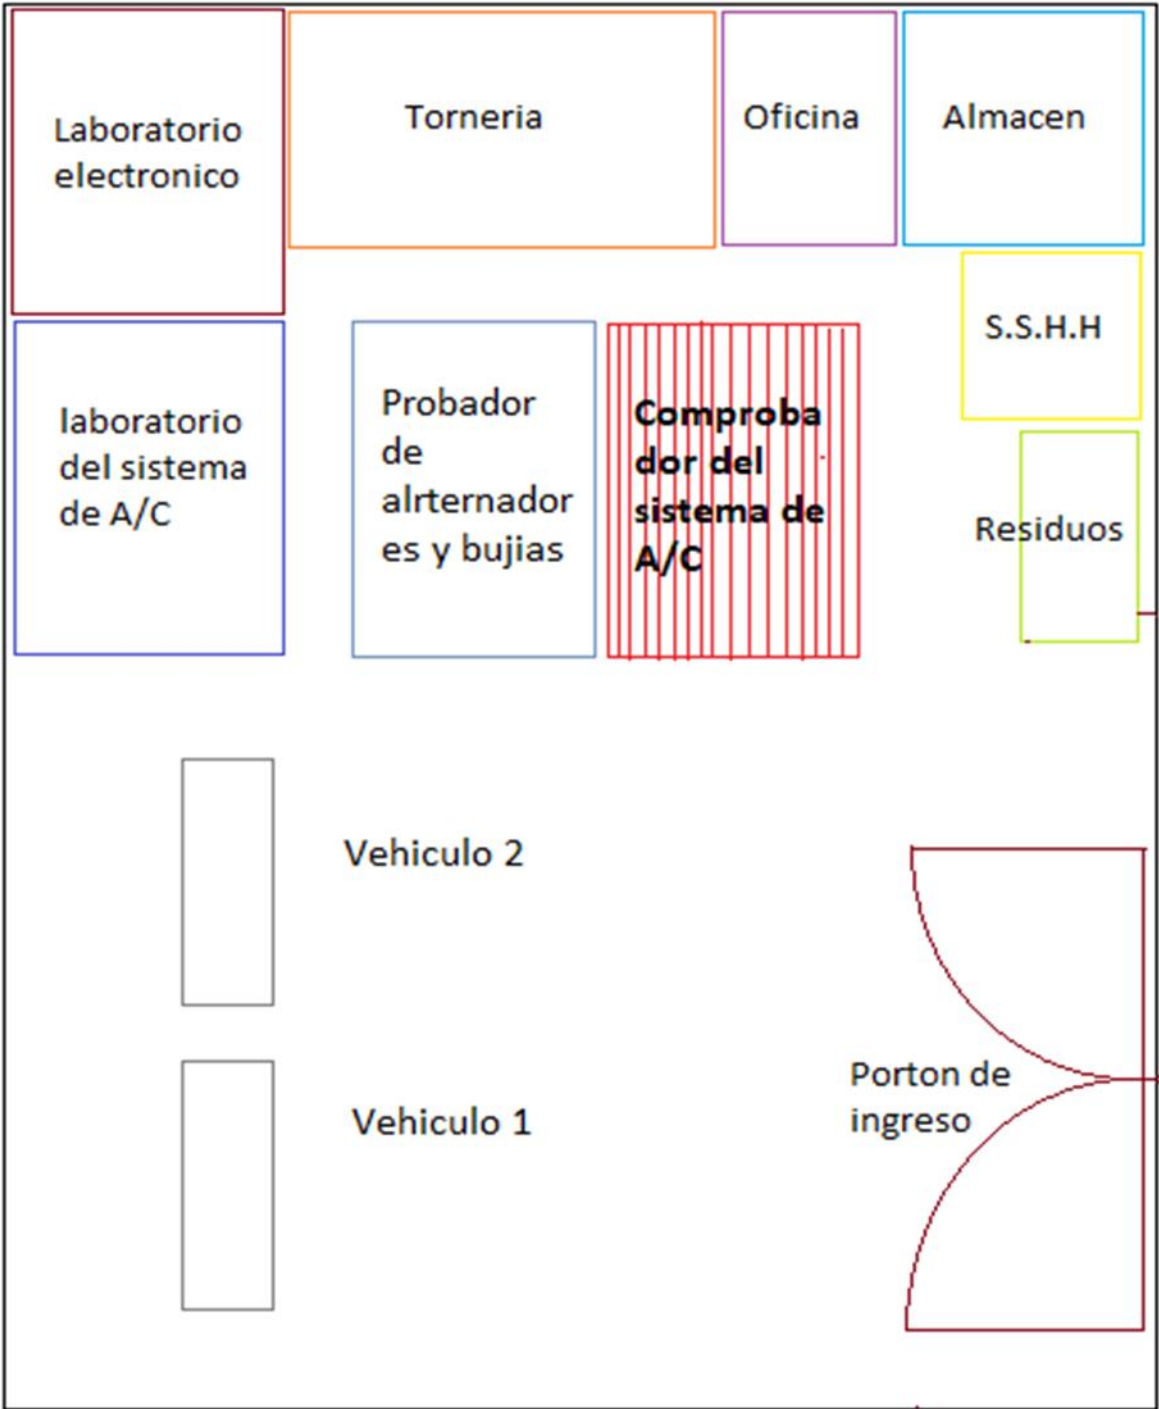 Laboratorio
electronico
Torneria
Oficina
Almacen
S.S.H.H
laboratorio
del sistema
de A/C
Probador
de
alrternador
es y bujias
Comproba
dor del
sistema de
A/C
Residuos
Vehiculo 2
Vehiculo 1
Porton de
ingreso